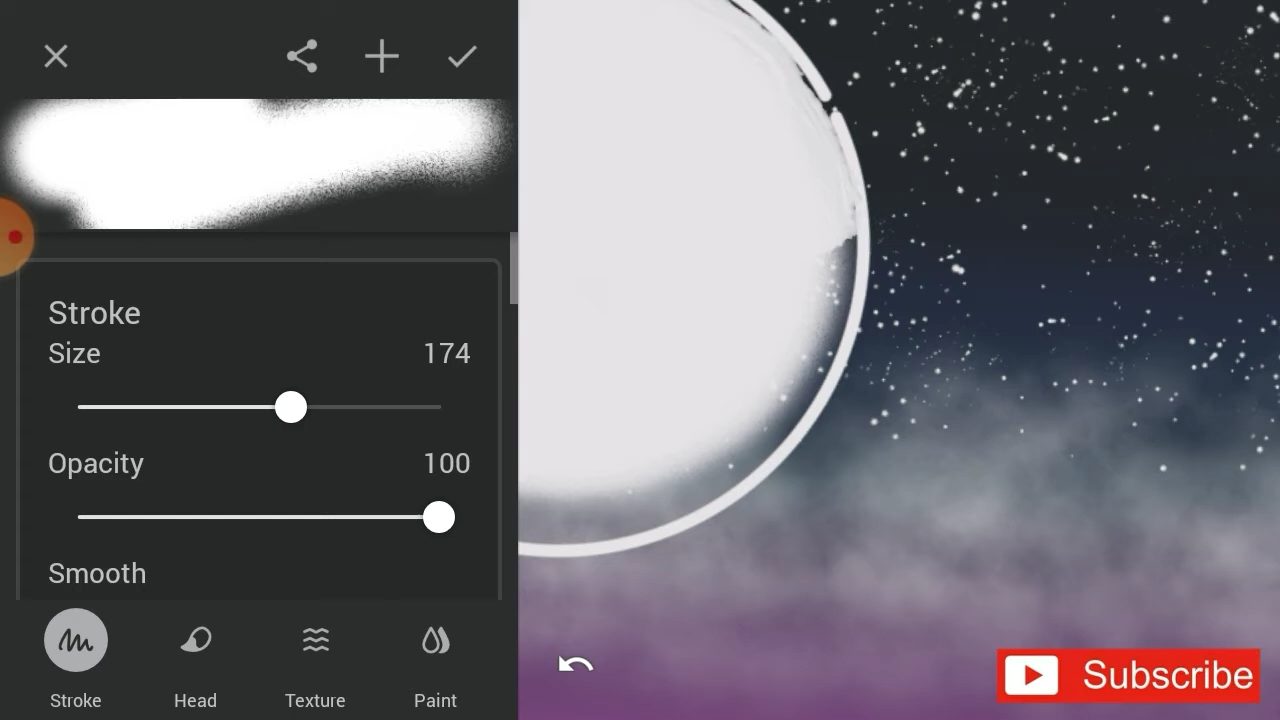 Stroke
Size 174
Opacity 100
Smooth
Stroke Head Texture Paint
Subscribe